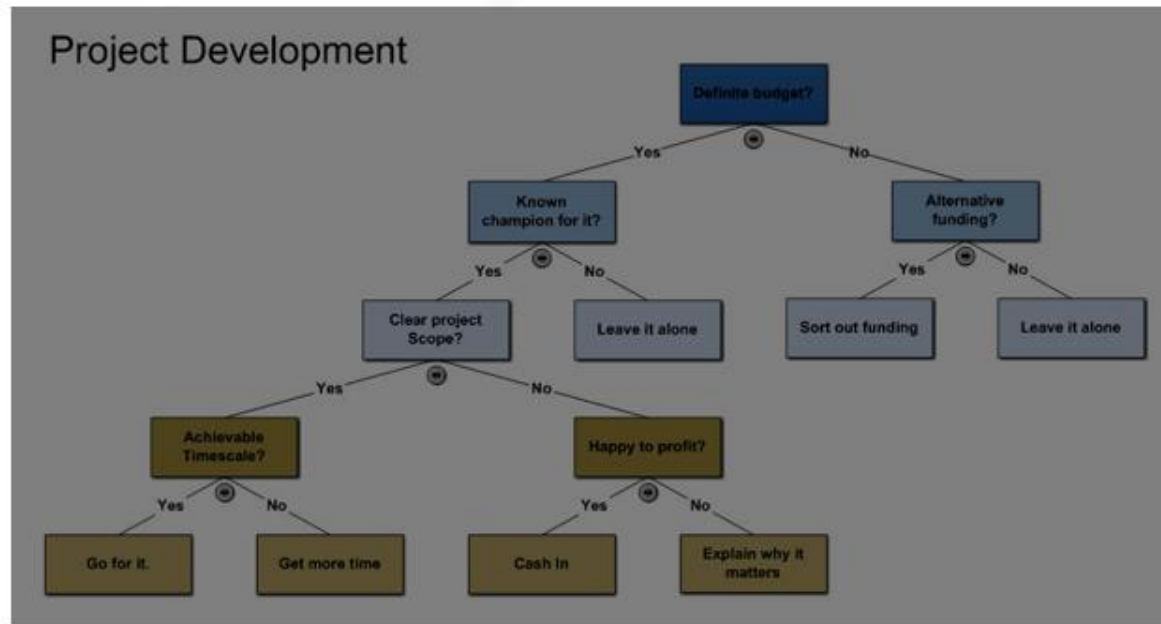 Project Development
Definite budget?
Yes
No
Known
champion for it?
Alternative
funding?
Yes
No
Yes
No
Clear project
Scope?
Leave it alone
Sort out funding
Leave it alone
Yes
No
Achievable
Timescale?
Happy to profit?
Yes
No
Yes
No
Go for it.
Get more time
Cash In
Explain why it
matters